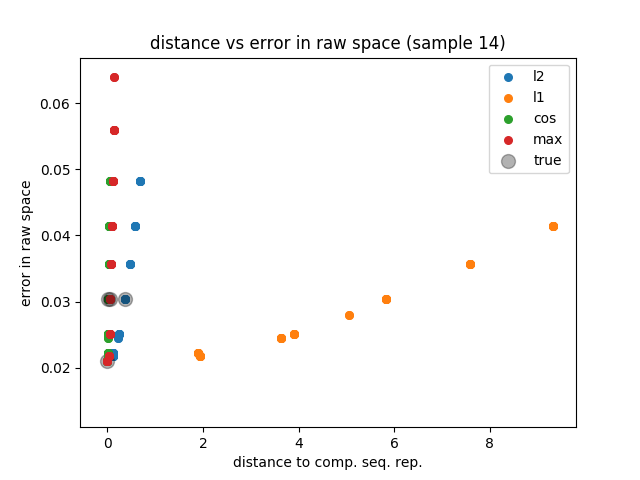 distance vs error in raw space (sample 14)
l2
l1
cos
max
true
error in raw space
0.06
0.05
0.04
0.03
0.02
0
2
4
6
8
distance to comp. seq. rep.